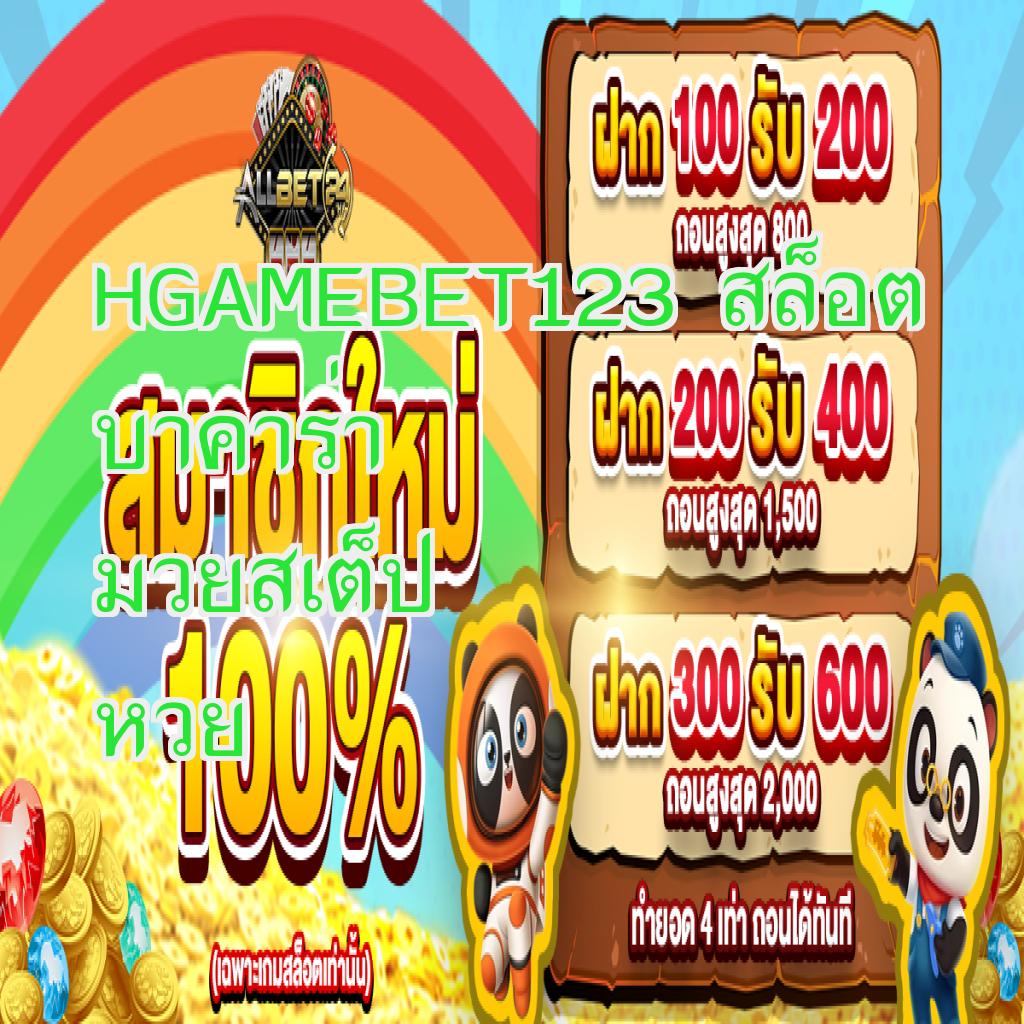 ALLBET24
HGAMEBET123 สล็อต
บาคาร่า
มวยสเต็ป
หวย
สมาชิกใหม่
100%
(เฉพาะเกมสล็อตเท่านั้น)
ฝาก 100 รับ 200
ถอนสูงสุด 800
ฝาก 200 รับ 400
ถอนสูงสุด 1,500
ฝาก 300 รับ 600
ถอนสูงสุด 2,000
ทำยอด 4 เท่า ถอนได้ทันที